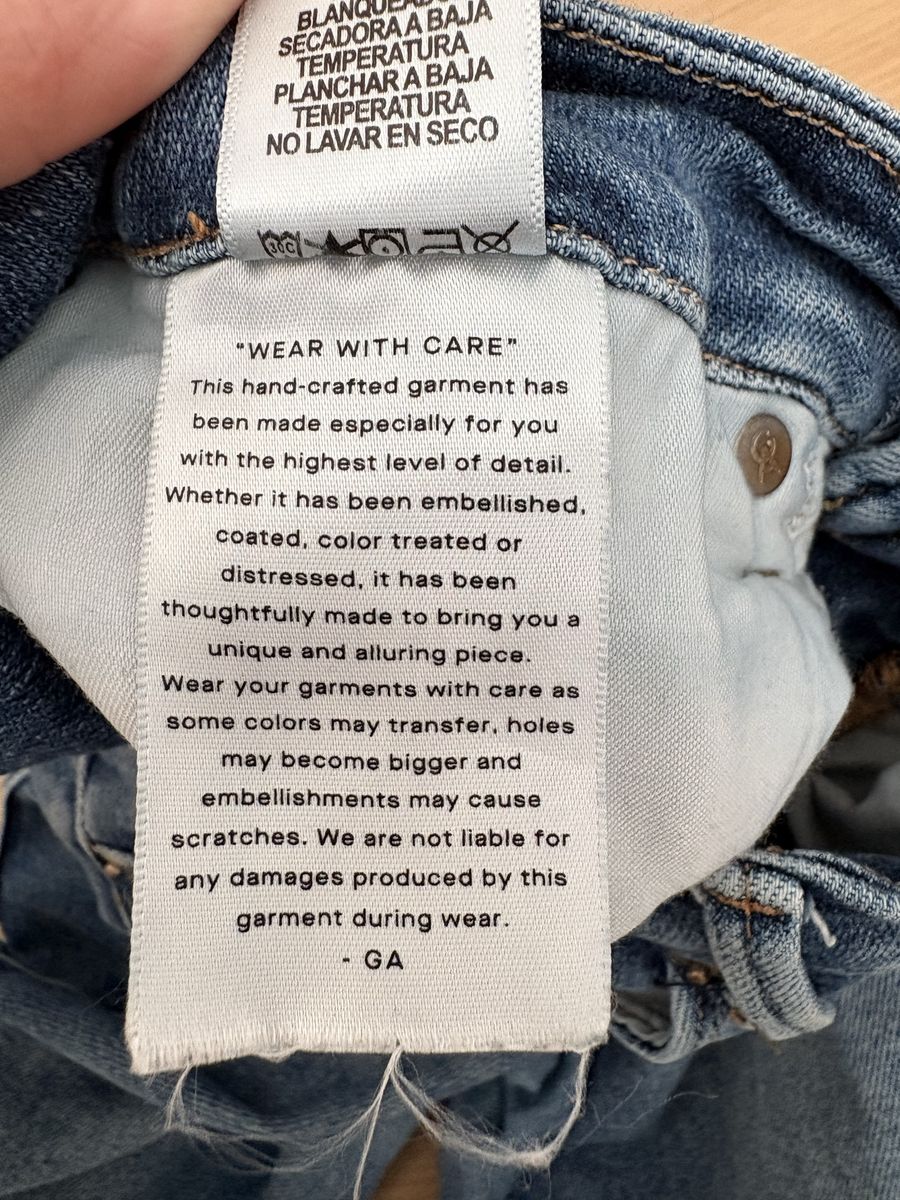 SECADORA A BAJA
TEMPERATURA
PLANCHAR A BAJA
TEMPERATURA
NO LAVAR EN SECO
30C
"WEAR WITH CARE"
This hand-crafted garment has
been made especially for you
with the highest level of detail.
Whether it has been embellished,
coated, color treated or
distressed, it has been
thoughtfully made to bring you a
unique and alluring piece.
Wear your garments with care as
some colors may transfer, holes
may become bigger and
embellishments may cause
scratches. We are not liable for
any damages produced by this
garment during wear.
- GA